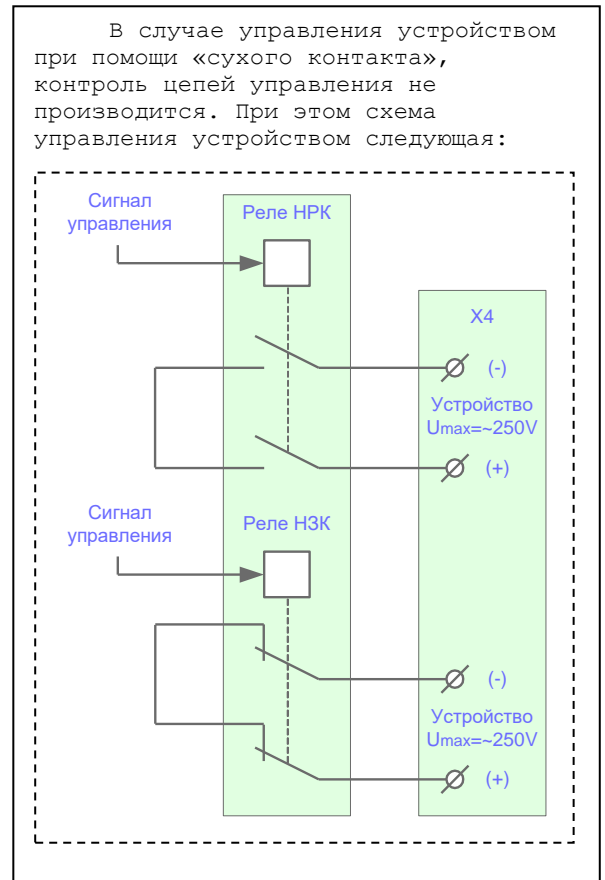 В случае управления устройством
при помощи «сухого контакта»,
контроль цепей управления не
производится. При этом схема
управления устройством следующая:
Сигнал
управления
Реле НРК
X4
(-)
Устройство
Umax=~250V
(+)
Сигнал
управления
Реле НЗК
(-)
Устройство
Umax=~250V
(+)